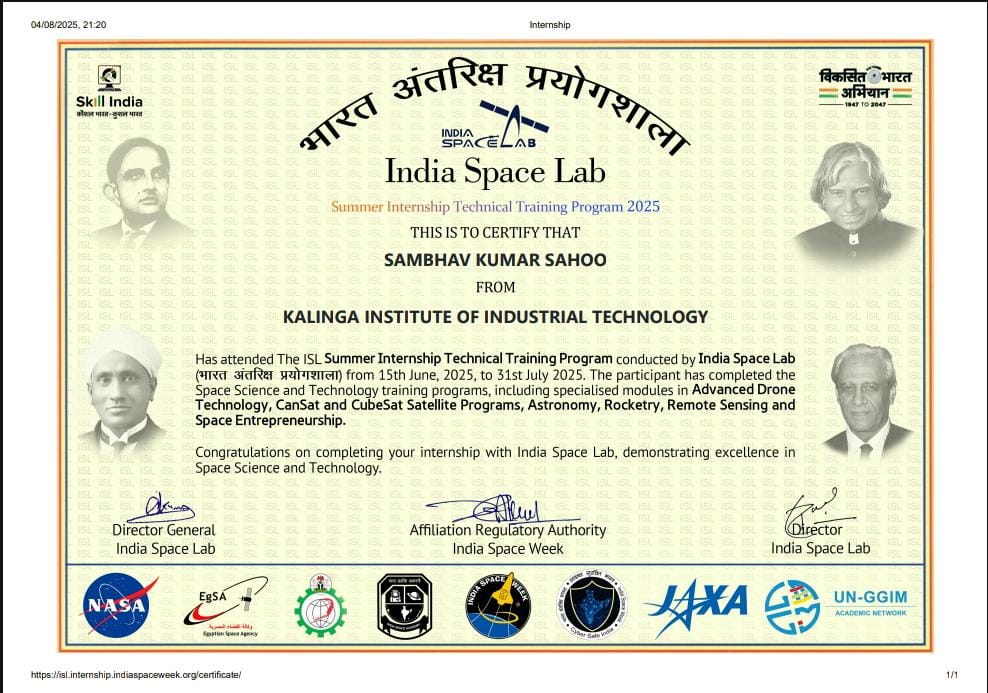 04/08/2025, 21:20
Internship
Skill India
कौशल भारत - कुशल भारत
भारत अंतरिक्ष प्रयोगशाला
विकसित भारत
अभियान
1947 TO 2047
INDIA
SPACE LAB
India Space Lab
Summer Internship Technical Training Program 2025
THIS IS TO CERTIFY THAT
SAMBHAV KUMAR SAHOO
FROM
KALINGA INSTITUTE OF INDUSTRIAL TECHNOLOGY
Has attended The ISL Summer Internship Technical Training Program conducted by India Space Lab
(भारत अंतरिक्ष प्रयोगशाला) from 15th June, 2025, to 31st July 2025. The participant has completed the
Space Science and Technology training programs, including specialised modules in Advanced Drone
Technology, CanSat and CubeSat Satellite Programs, Astronomy, Rocketry, Remote Sensing and
Space Entrepreneurship.
Congratulations on completing your internship with India Space Lab, demonstrating excellence in
Space Science and Technology.
Director General
India Space Lab
Affiliation Regulatory Authority
India Space Week
Director
India Space Lab
NASA
EgSA
وكالة الفضاء المصرية
Egyptian Space Agency
INDIA SPACE WEEK
Cyber Safe India
JAXA
UN-GGIM
ACADEMIC NETWORK
https://isl.internship.indiaspaceweek.org/certificate/
1/1